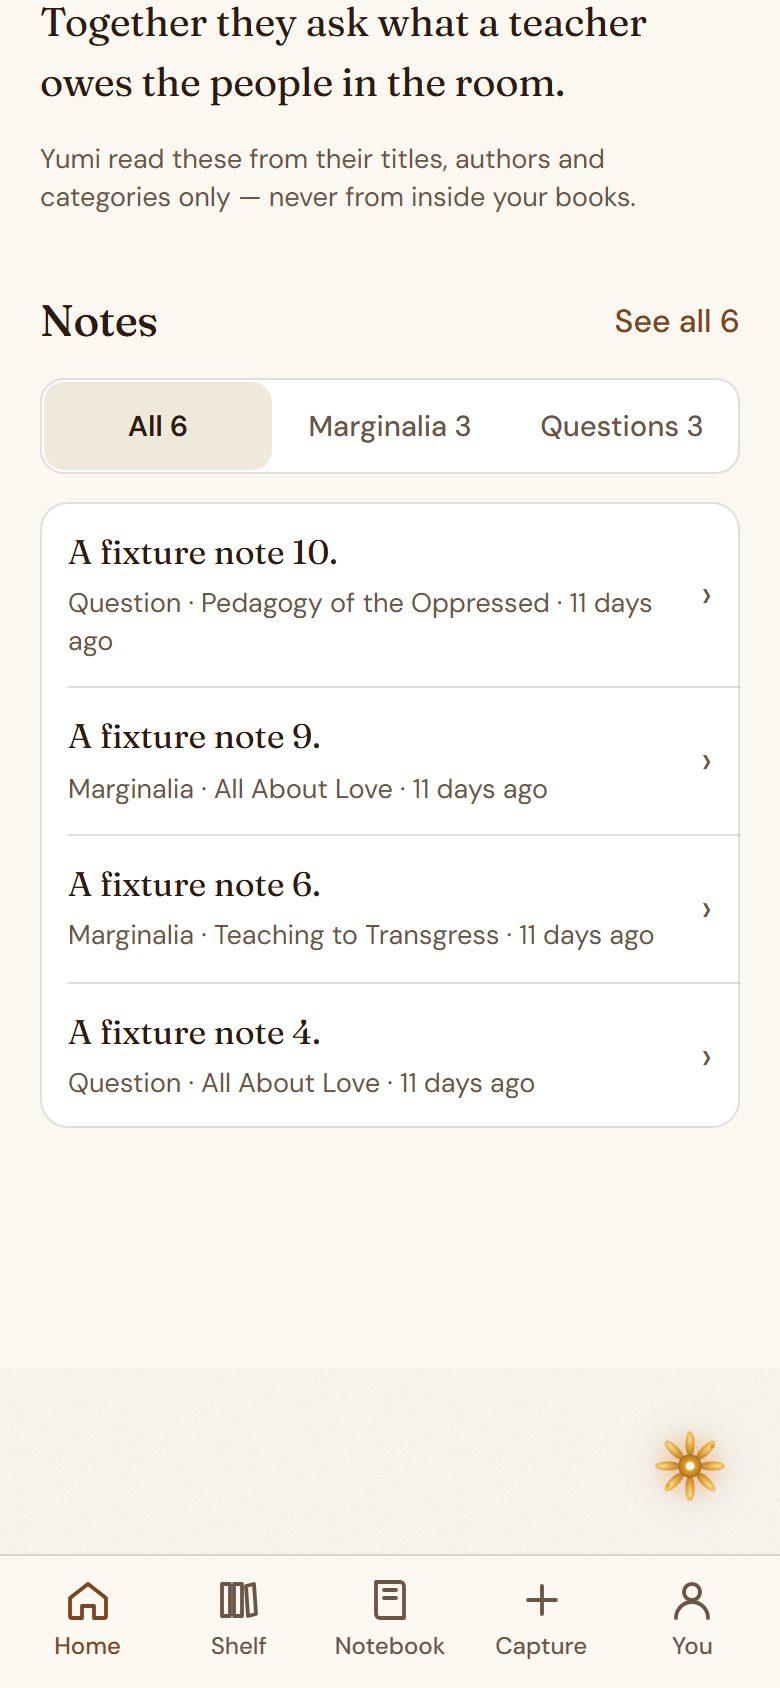 Together they ask what a teacher
owes the people in the room.
Yumi read these from their titles, authors and
categories only — never from inside your books.
Notes
See all 6
All 6
Marginalia 3
Questions 3
A fixture note 10.
Question · Pedagogy of the Oppressed · 11 days
ago
›
A fixture note 9.
Marginalia · All About Love · 11 days ago
›
A fixture note 6.
Marginalia · Teaching to Transgress · 11 days ago
›
A fixture note 4.
Question · All About Love · 11 days ago
›
Home
Shelf
Notebook
Capture
You